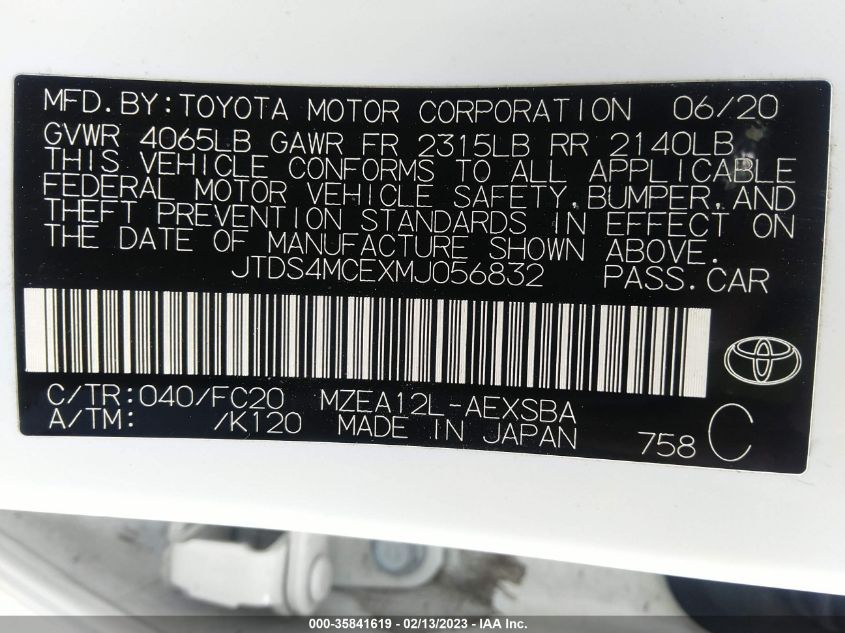 MFD.BY:TOYOTA MOTOR CORPORATION 06/20
GVWR 4065LB GAWR FR 2315LB RR 2140LB
THIS VEHICLE CONFORMS TO ALL APPLICABLE
FEDERAL MOTOR VEHICLE SAFETY,BUMPER,AND
THEFT PREVENTION STANDARDS IN EFFECT ON
THE DATE OF MANUFACTURE SHOWN ABOVE.
JTDS4MCEXMJ056832 PASS.CAR
C/TR:040/FC20 MZEA12L-AEXSBA
A/TM: /K120 MADE IN JAPAN 758 C
000-35841619 - 02/13/2023 - © IAA Inc.